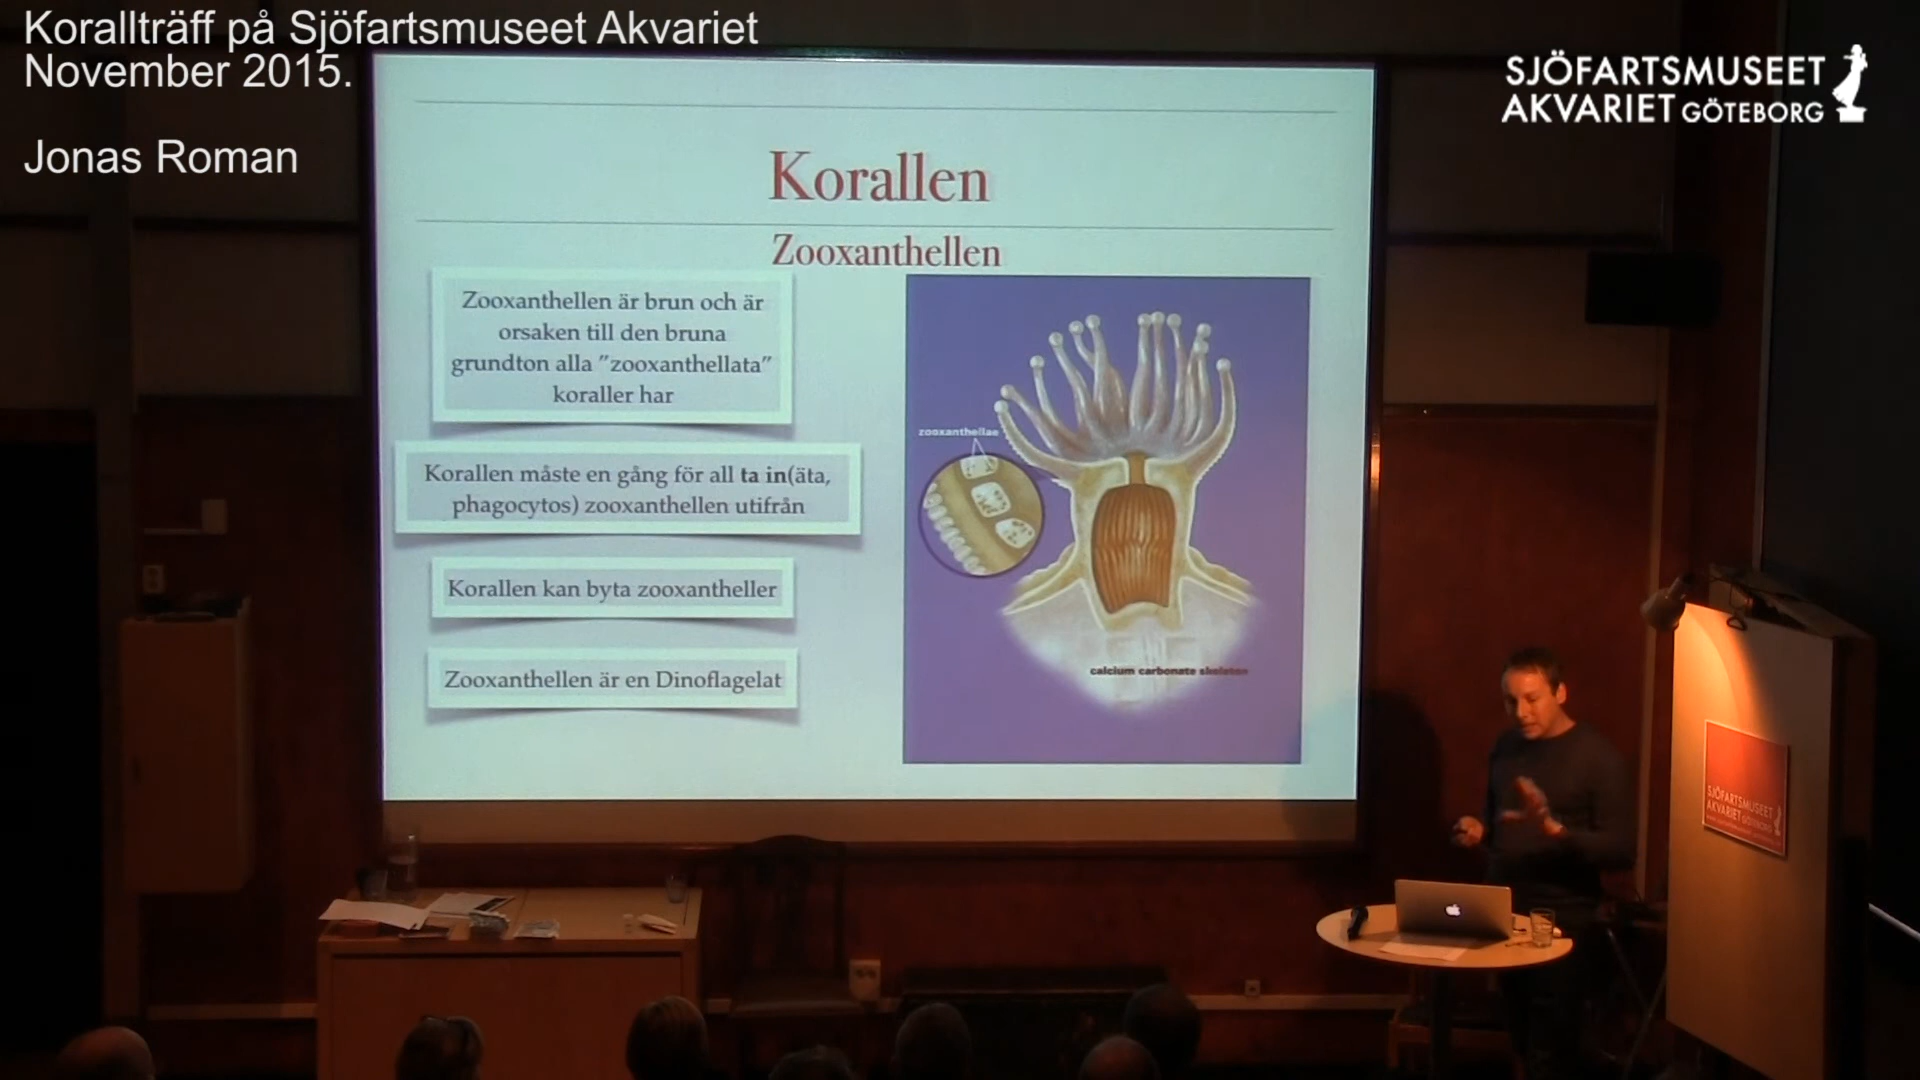 Korallträff på Sjöfartsmuseet Akvariet
November 2015.
Jonas Roman
SJÖFARTSMUSEET
AKVARIET GÖTEBORG
Korallen
Zooxanthellen
Zooxanthellen är brun och är
orsaken till den bruna
grundton alla ”zooxanthellata”
koraller har
Korallen måste en gång för all ta in(äta,
phagocytos) zooxanthellen utifrån
Korallen kan byta zooxantheller
Zooxanthellen är en Dinoflagelat
zooxanthellae
calcium carbonate skeleton
SJÖFARTSMUSEET
AKVARIET GÖTEBORG